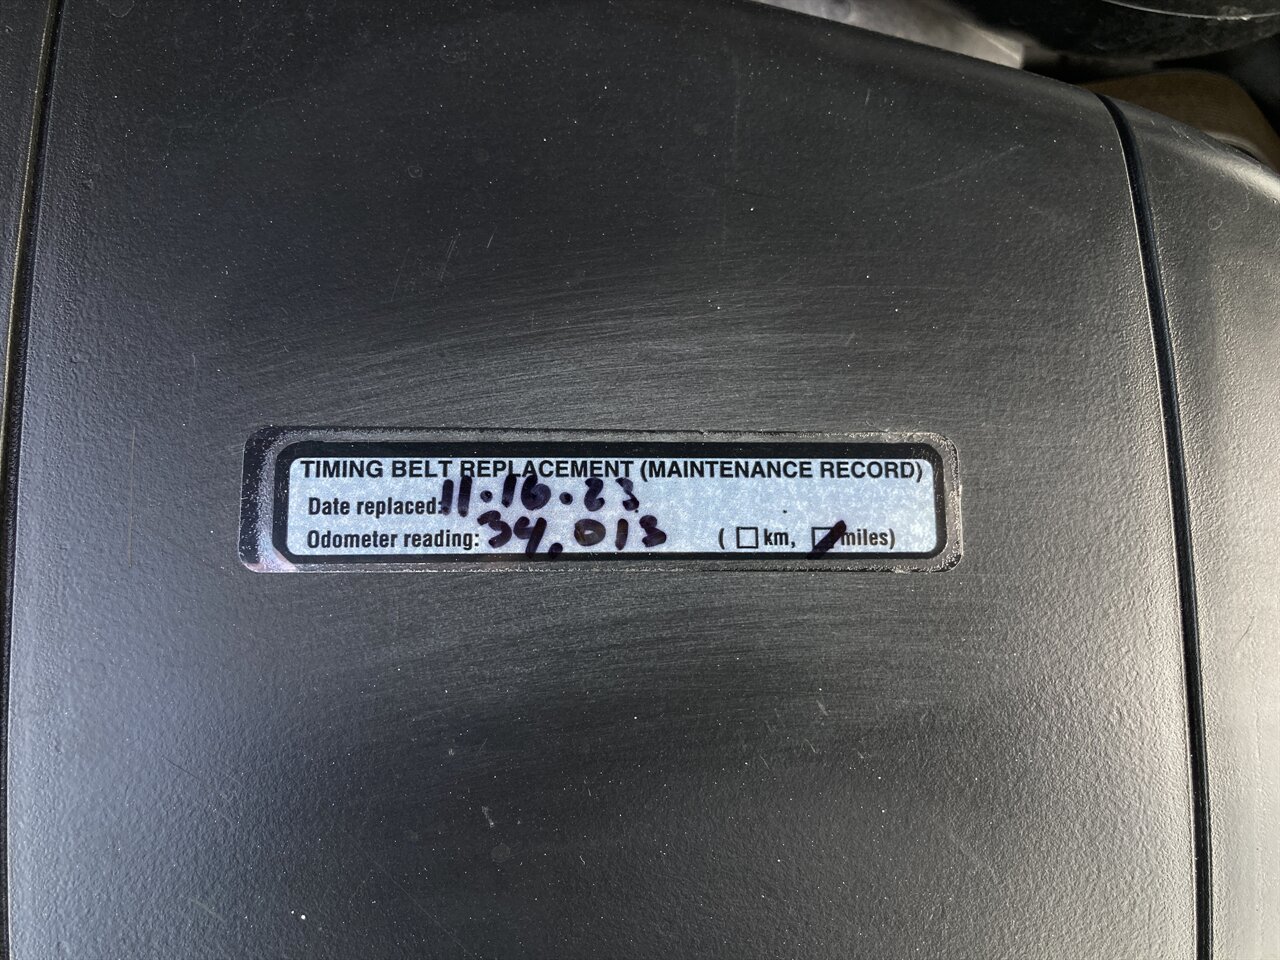 TIMING BELT REPLACEMENT (MAINTENANCE RECORD)
Date replaced: 11.16.23
Odometer reading: 34,013 ( □ km, □ miles)